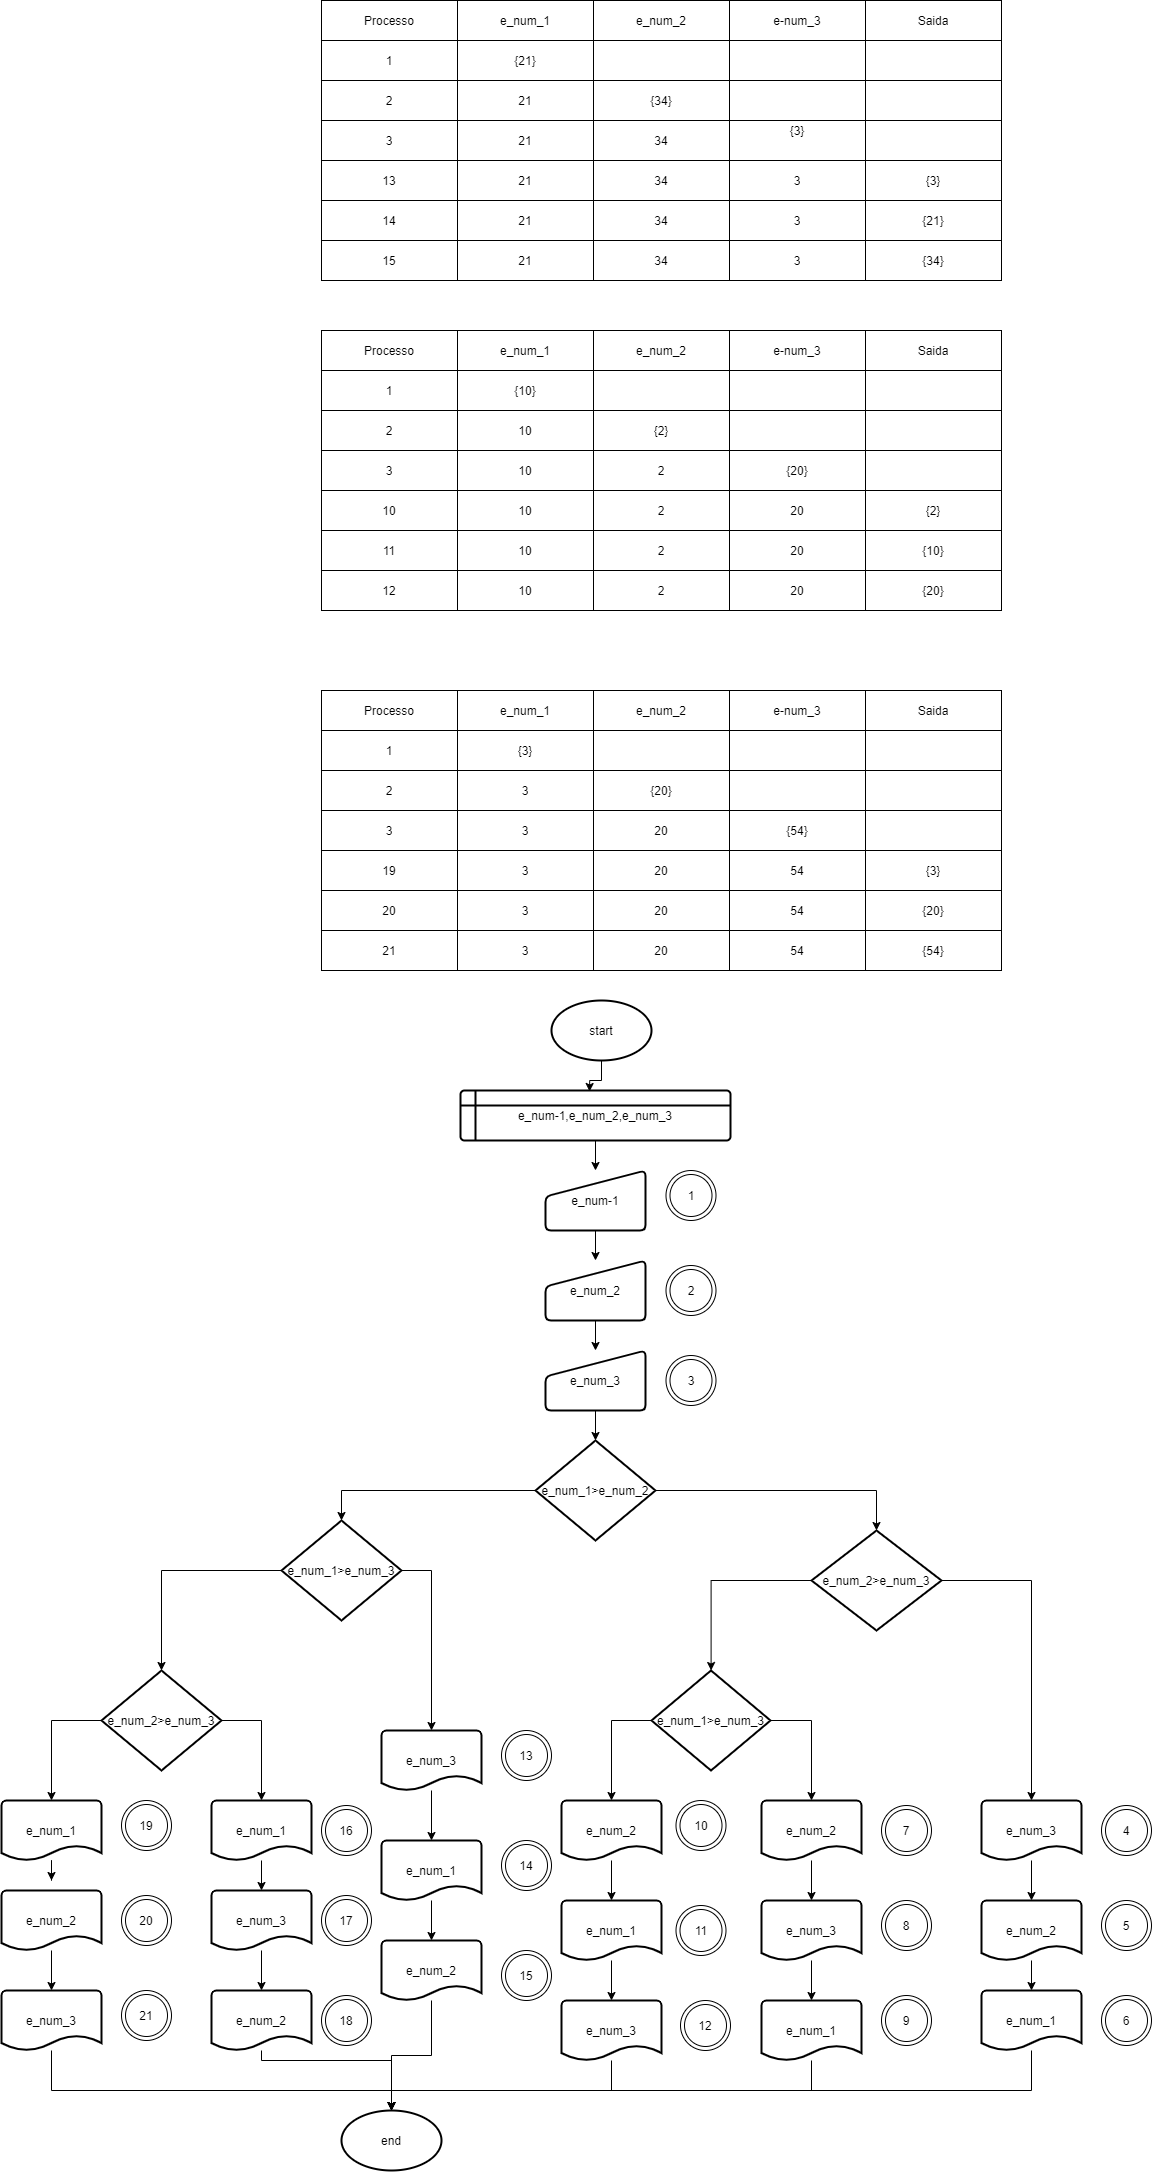 Processo e_num_1 e_num_2 e-num_3 Saida
1 {21}
2 21 {34}
3 21 34 {3}
13 21 34 3 {3}
14 21 34 3 {21}
15 21 34 3 {34}
Processo e_num_1 e_num_2 e-num_3 Saida
1 {10}
2 10 {2}
3 10 2 {20}
10 10 2 20 {2}
11 10 2 20 {10}
12 10 2 20 {20}
Processo e_num_1 e_num_2 e-num_3 Saida
1 {3}
2 3 {20}
3 3 20 {54}
19 3 20 54 {3}
20 3 20 54 {20}
21 3 20 54 {54}
start
e_num-1,e_num_2,e_num_3
e_num-1 1
e_num_2 2
e_num_3 3
e_num_1>e_num_2
e_num_1>e_num_3 e_num_2>e_num_3
e_num_2>e_num_3 e_num_1>e_num_3
e_num_3 13
e_num_1 19 e_num_1 16 e_num_2 10 e_num_2 7 e_num_3 4
e_num_1 14
e_num_2 20 e_num_3 17 e_num_1 11 e_num_3 8 e_num_2 5
e_num_2 15
e_num_3 21 e_num_2 18 e_num_3 12 e_num_1 9 e_num_1 6
end